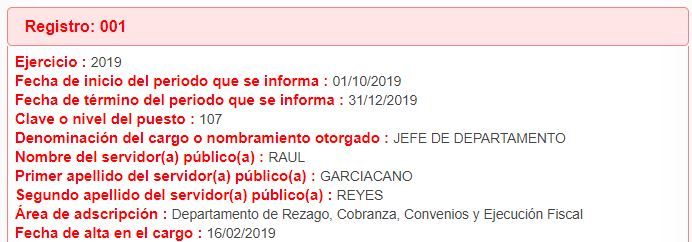 Registro: 001
Ejercicio : 2019
Fecha de inicio del periodo que se informa : 01/10/2019
Fecha de término del periodo que se informa : 31/12/2019
Clave o nivel del puesto : 107
Denominación del cargo o nombramiento otorgado : JEFE DE DEPARTAMENTO
Nombre del servidor(a) público(a) : RAUL
Primer apellido del servidor(a) público(a) : GARCIACANO
Segundo apellido del servidor(a) público(a) : REYES
Área de adscripción : Departamento de Rezago, Cobranza, Convenios y Ejecución Fiscal
Fecha de alta en el cargo : 16/02/2019